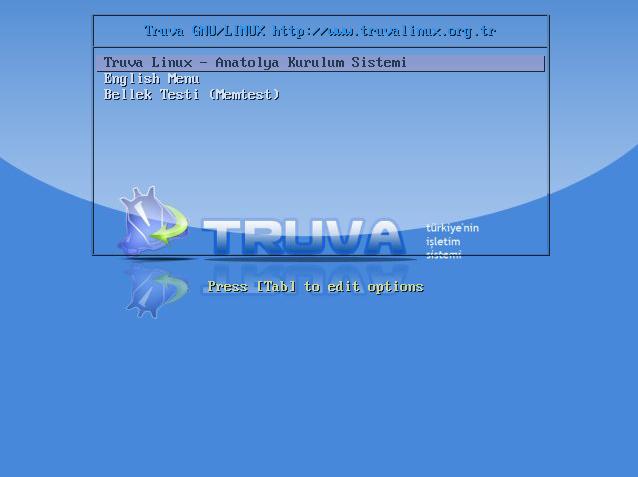 Truva GNU/LINUX http://www.truvalinux.org.tr
Truva Linux - Anatolya Kurulum Sistemi
English Menu
Bellek Testi (Memtest)
TRUVA
türkiye'nin
işletim
sistemi
Press [Tab] to edit options